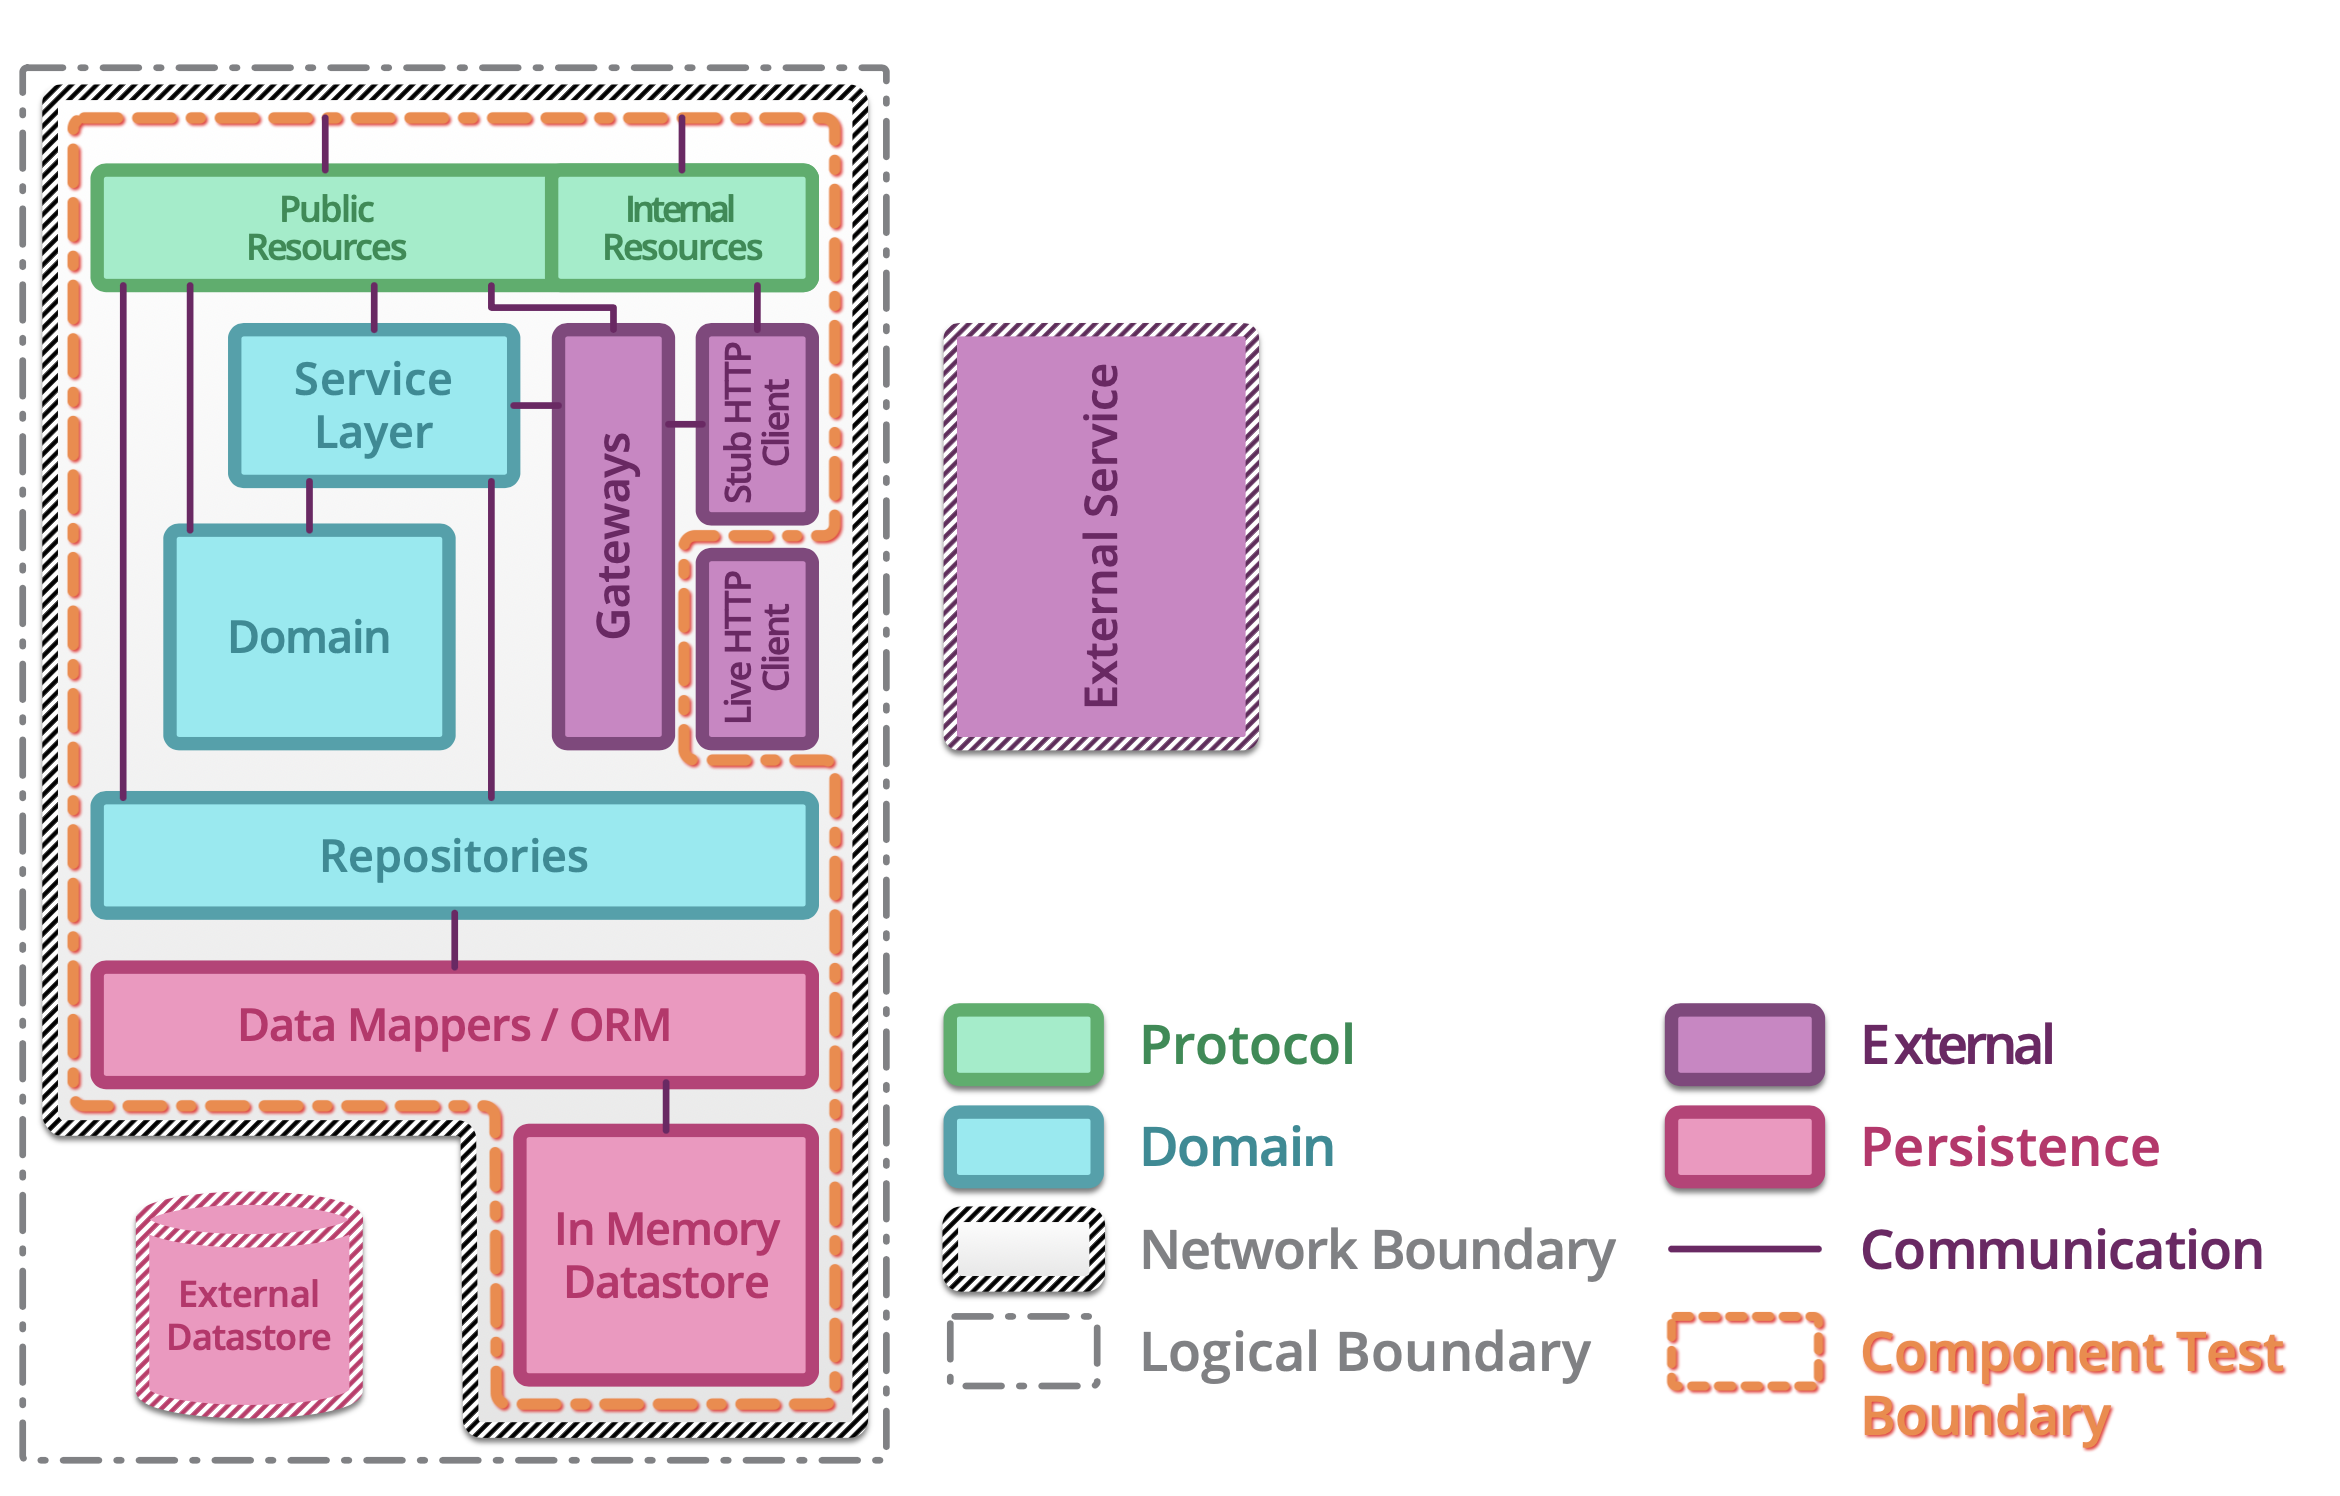 Public
Resources
Internal
Resources
Service
Layer
Gateways
Stub HTTP
Client
External Service
Domain
Live HTTP
Client
Repositories
Data Mappers / ORM
In Memory
Datastore
External
Datastore
Protocol
Domain
Network Boundary
Logical Boundary
External
Persistence
Communication
Component Test
Boundary